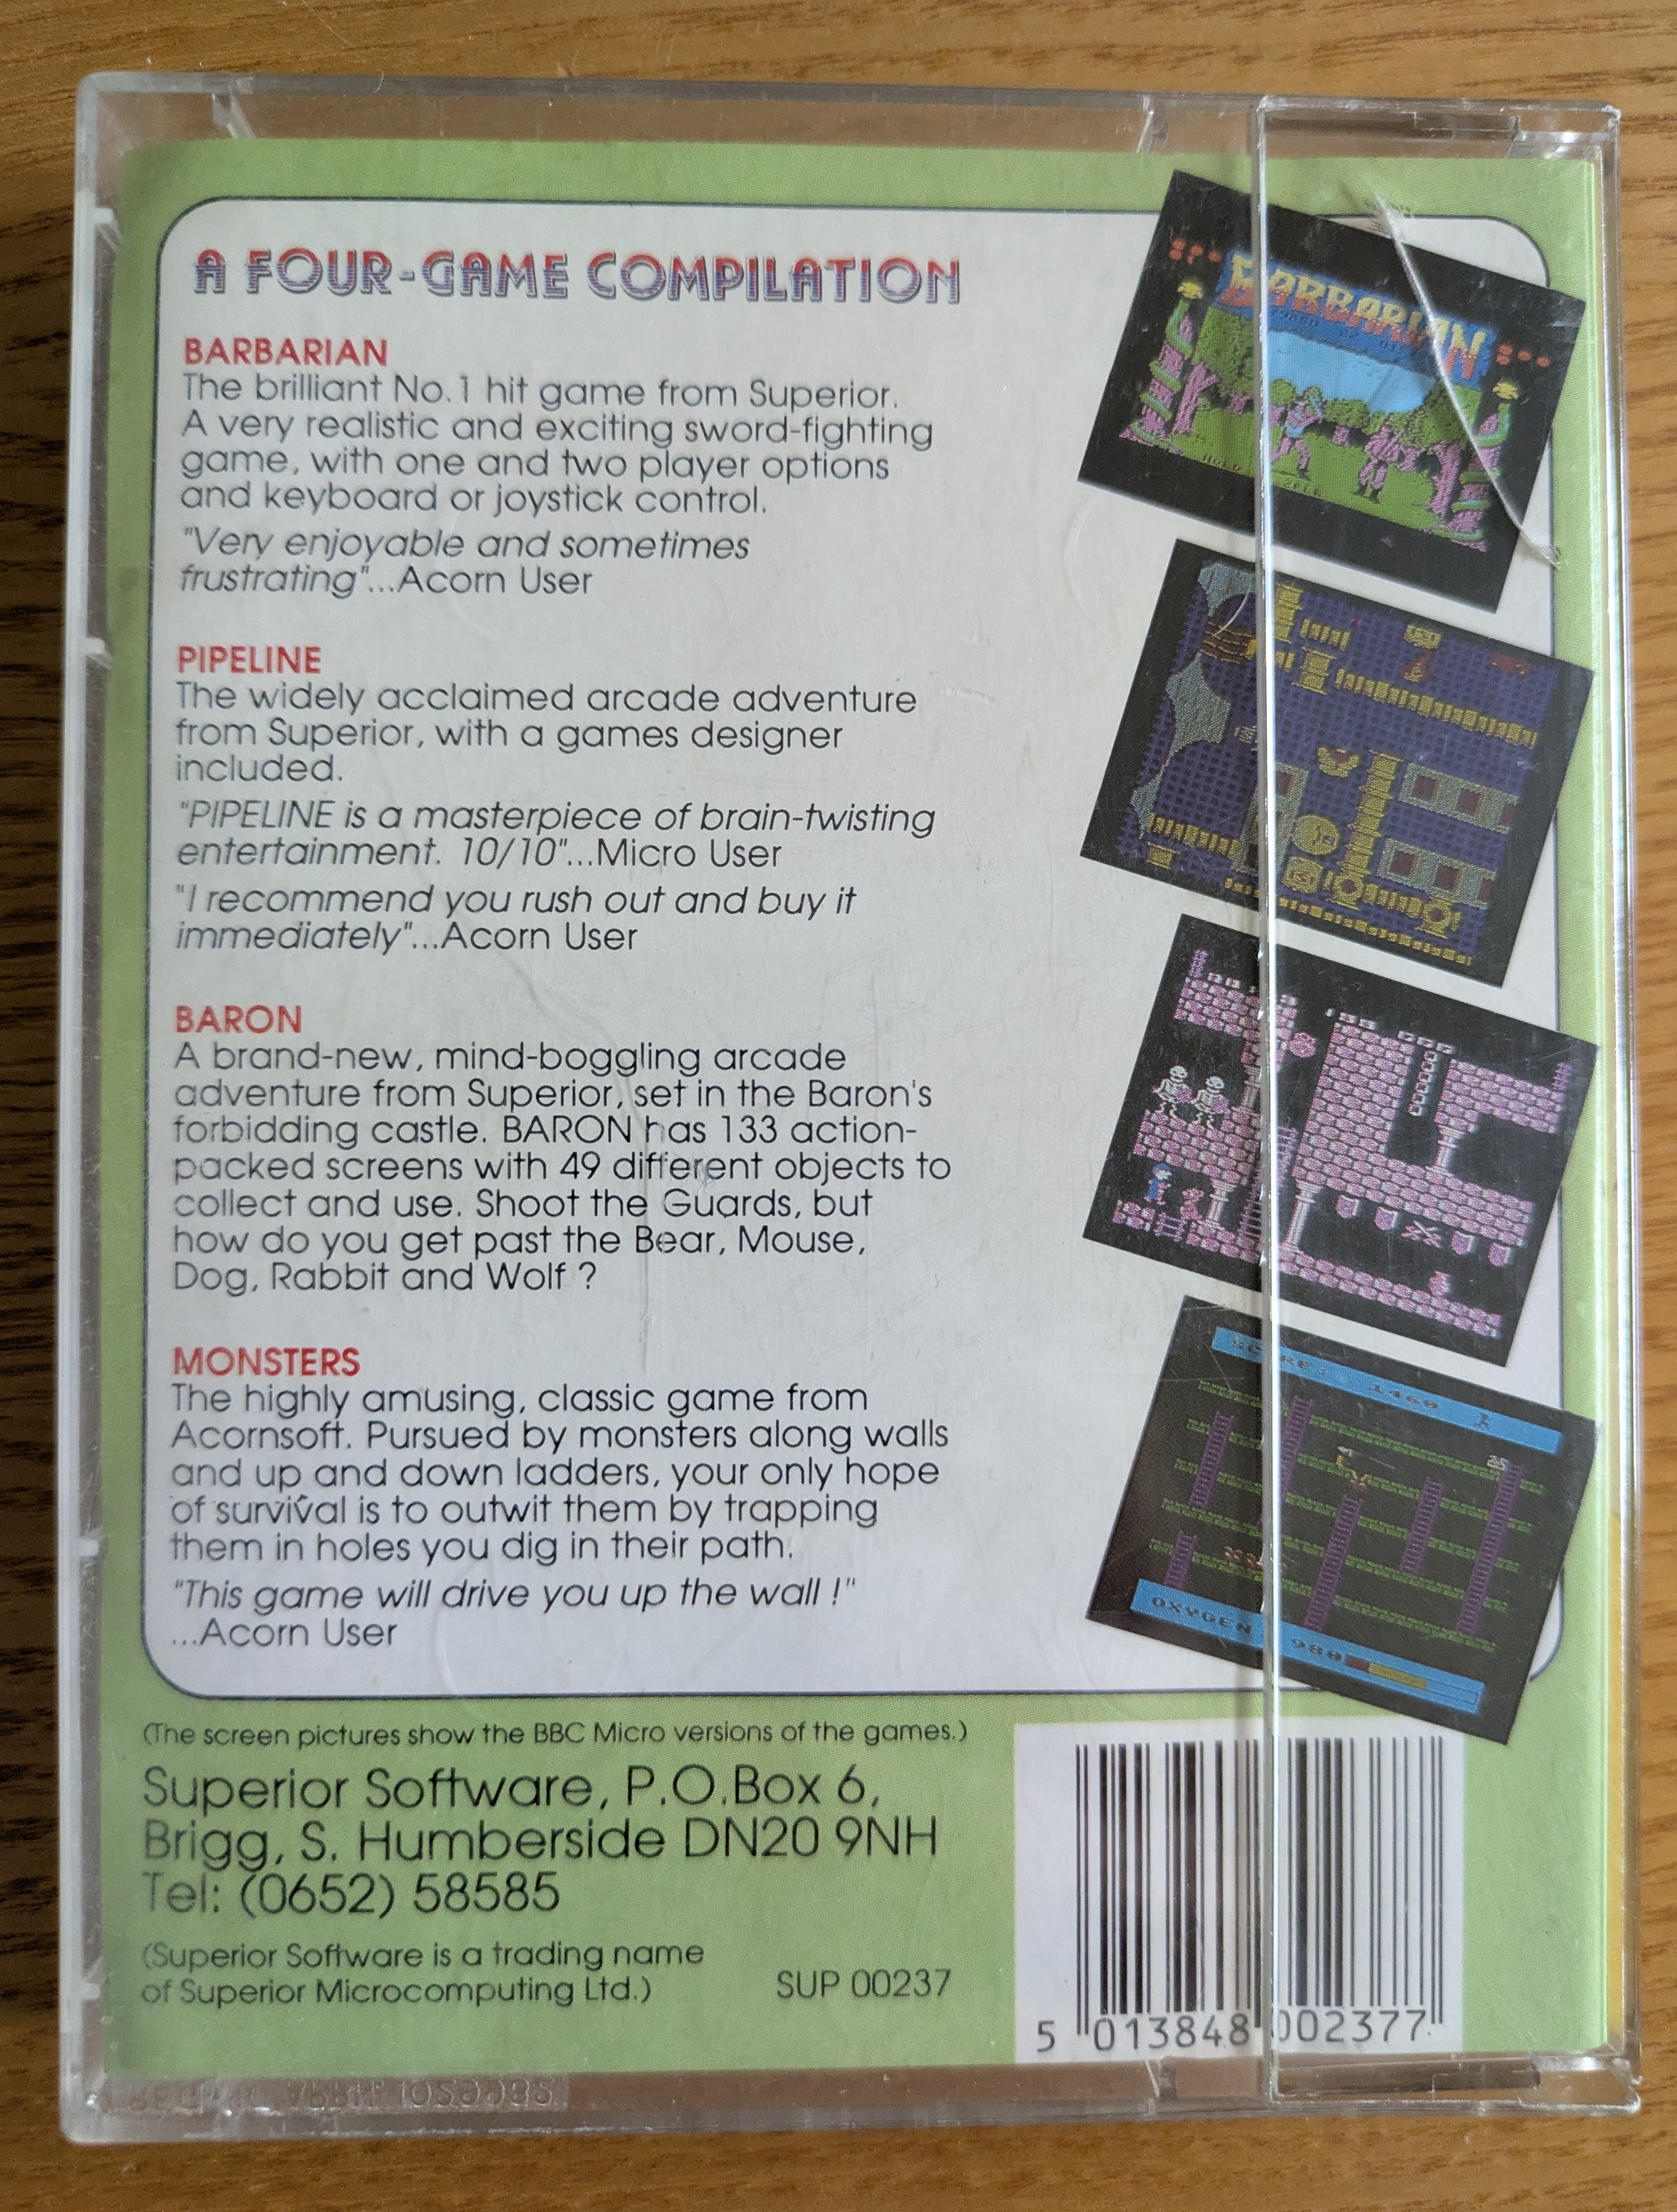 A FOUR-GAME COMPILATION
BARBARIAN
The brilliant No.1 hit game from Superior.
A very realistic and exciting sword-fighting
game, with one and two player options
and keyboard or joystick control.
"Very enjoyable and sometimes
frustrating"...Acorn User
PIPELINE
The widely acclaimed arcade adventure
from Superior, with a games designer
included.
"PIPELINE is a masterpiece of brain-twisting
entertainment. 10/10"...Micro User
"I recommend you rush out and buy it
immediately"...Acorn User
BARON
A brand-new, mind-boggling arcade
adventure from Superior, set in the Baron's
forbidding castle. BARON has 133 action-
packed screens with 49 different objects to
collect and use. Shoot the Guards, but
how do you get past the Bear, Mouse,
Dog, Rabbit and Wolf ?
MONSTERS
The highly amusing, classic game from
Acornsoft. Pursued by monsters along walls
and up and down ladders, your only hope
of survival is to outwit them by trapping
them in holes you dig in their path.
"This game will drive you up the wall !"
...Acorn User
BARBARIAN
SCORE: 1460
OXYGEN 980
(The screen pictures show the BBC Micro versions of the games.)
Superior Software, P.O.Box 6,
Brigg, S. Humberside DN20 9NH
Tel: (0652) 58585
(Superior Software is a trading name
of Superior Microcomputing Ltd.)
SUP 00237
5 013848 002377